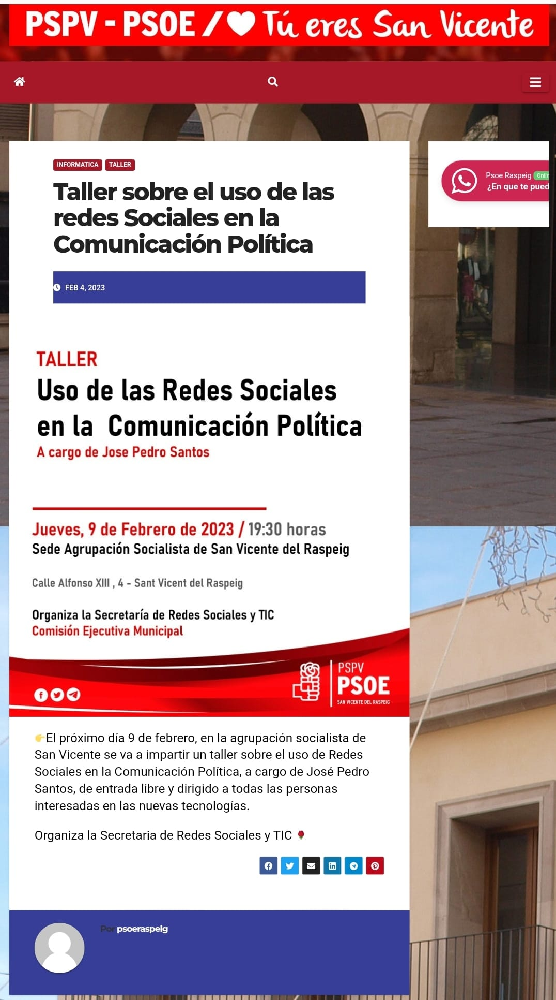 PSPV - PSOE / Tú eres San Vicente
INFORMATICA TALLER
Taller sobre el uso de las
redes Sociales en la
Comunicación Política
FEB 4, 2023
Psoe Raspeig Onlin
¿En que te pued
TALLER
Uso de las Redes Sociales
en la Comunicación Política
A cargo de Jose Pedro Santos
Jueves, 9 de Febrero de 2023 / 19:30 horas
Sede Agrupación Socialista de San Vicente del Raspeig
Calle Alfonso XIII , 4 - Sant Vicent del Raspeig
Organiza la Secretaría de Redes Sociales y TIC
Comisión Ejecutiva Municipal
PSPV
PSOE
SAN VICENTE DEL RASPEIG
👉El próximo día 9 de febrero, en la agrupación socialista de
San Vicente se va a impartir un taller sobre el uso de Redes
Sociales en la Comunicación Política, a cargo de José Pedro
Santos, de entrada libre y dirigido a todas las personas
interesadas en las nuevas tecnologías.
Organiza la Secretaria de Redes Sociales y TIC 🌹
Por psoeraspeig